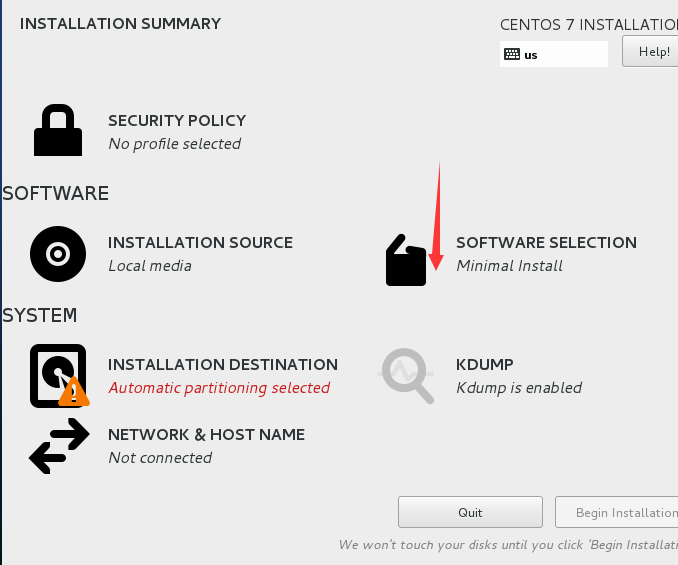 INSTALLATION SUMMARY
CENTOS 7 INSTALLATIO
us
Help!
SECURITY POLICY
No profile selected
SOFTWARE
INSTALLATION SOURCE
Local media
SOFTWARE SELECTION
Minimal Install
SYSTEM
INSTALLATION DESTINATION
Automatic partitioning selected
KDUMP
Kdump is enabled
NETWORK & HOST NAME
Not connected
Quit
Begin Installation
We won't touch your disks until you click 'Begin Installati